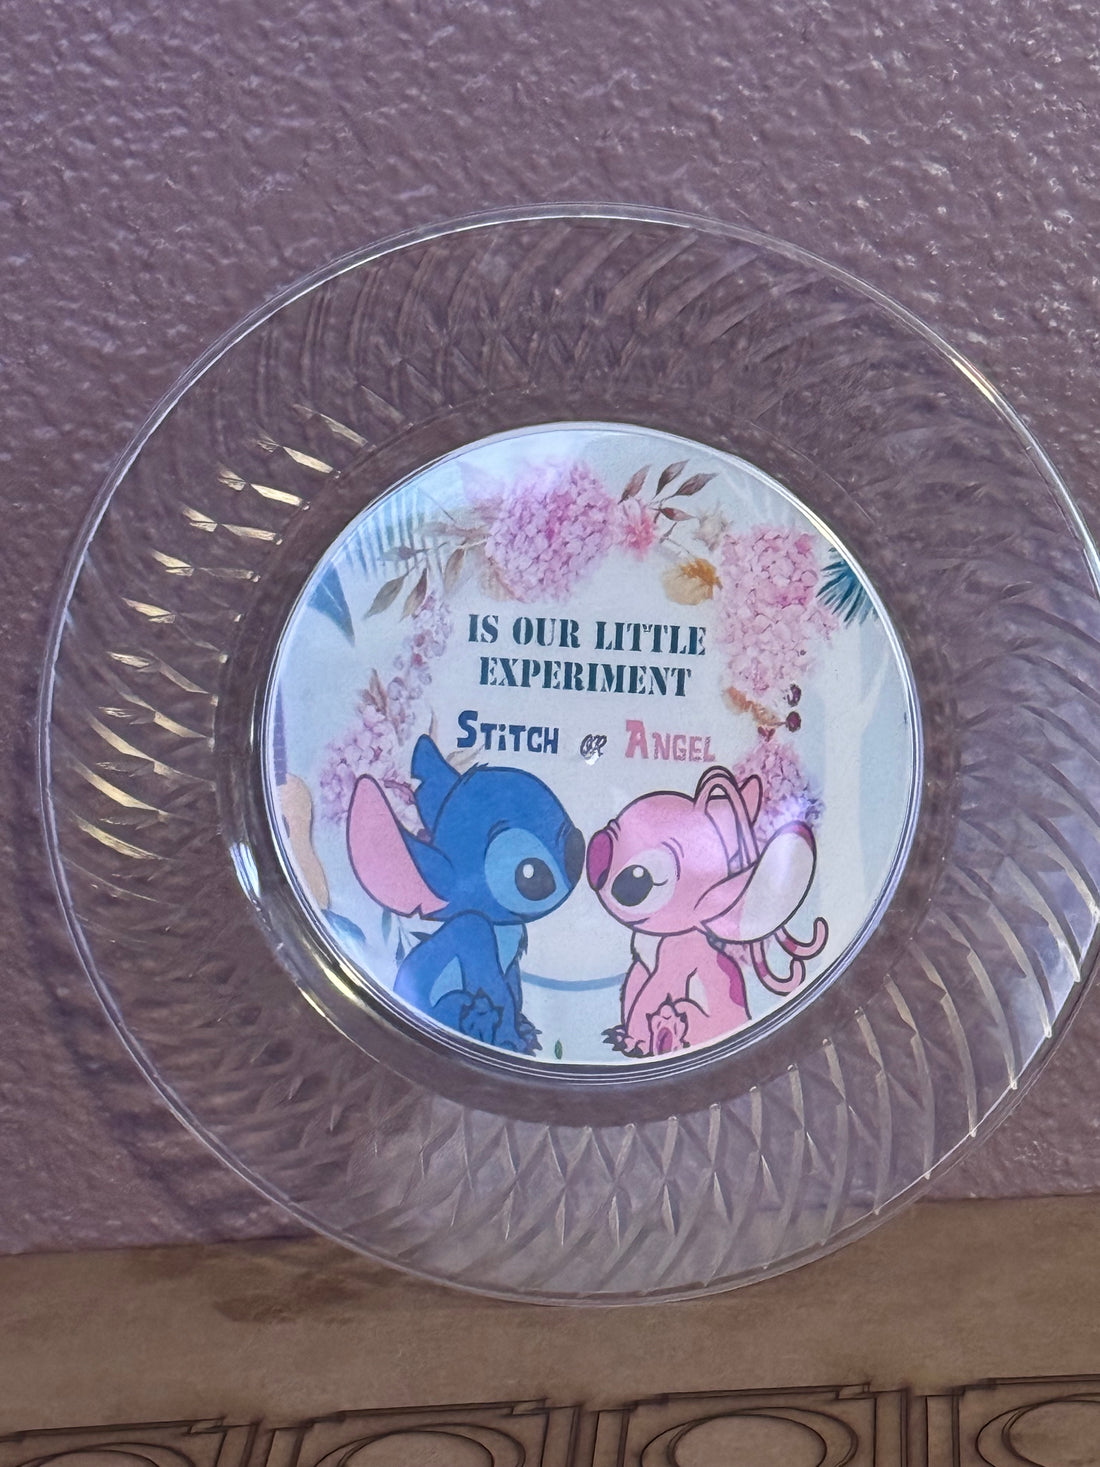 IS OUR LITTLE
EXPERIMENT
STITCH OR ANGEL